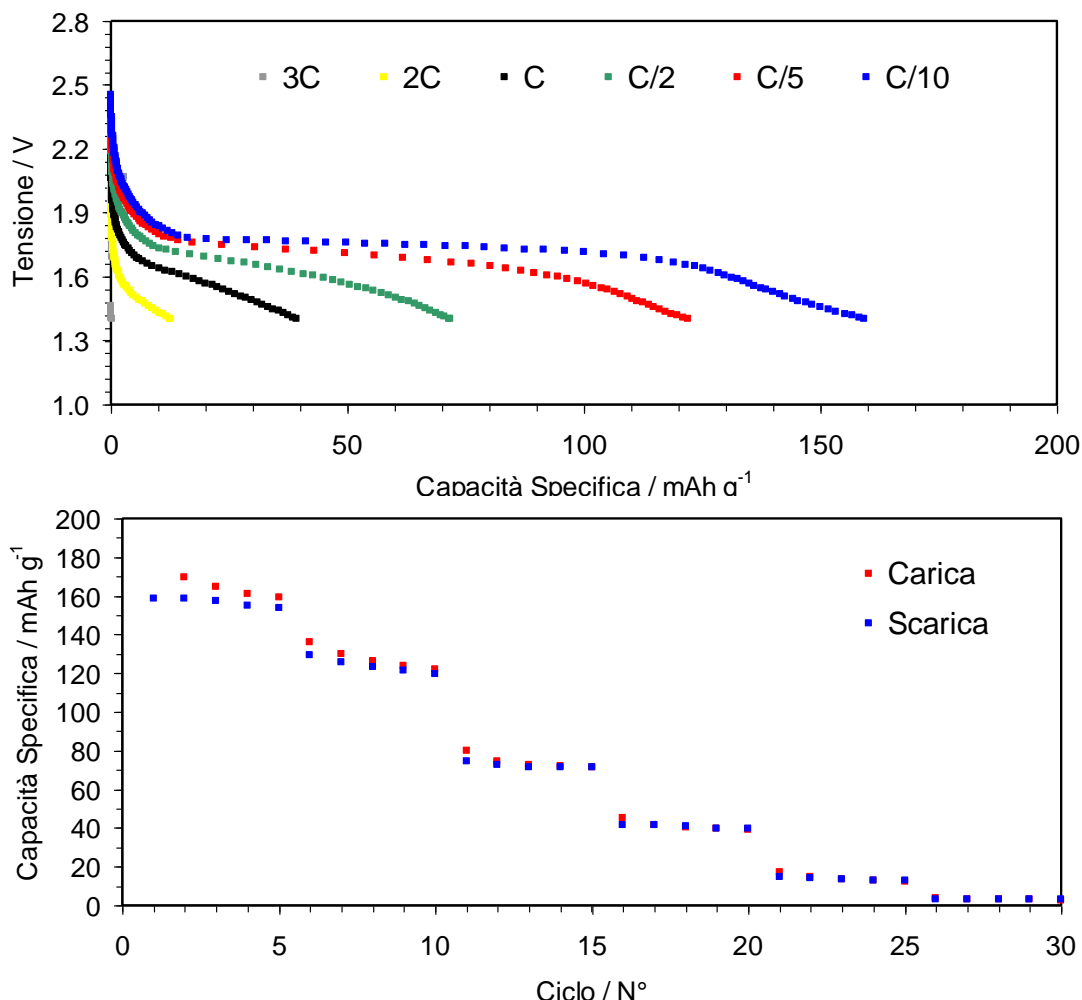 2.8
2.5
2.2
1.9
1.6
1.3
1.0
Tensione / V
3C 2C C C/2 C/5 C/10
0 50 100 150 200
Capacità Specifica / mAh g-1
200
180
160
140
120
100
80
60
40
20
0
Capacità Specifica / mAh g-1
Carica
Scarica
0 5 10 15 20 25 30
Ciclo / N°